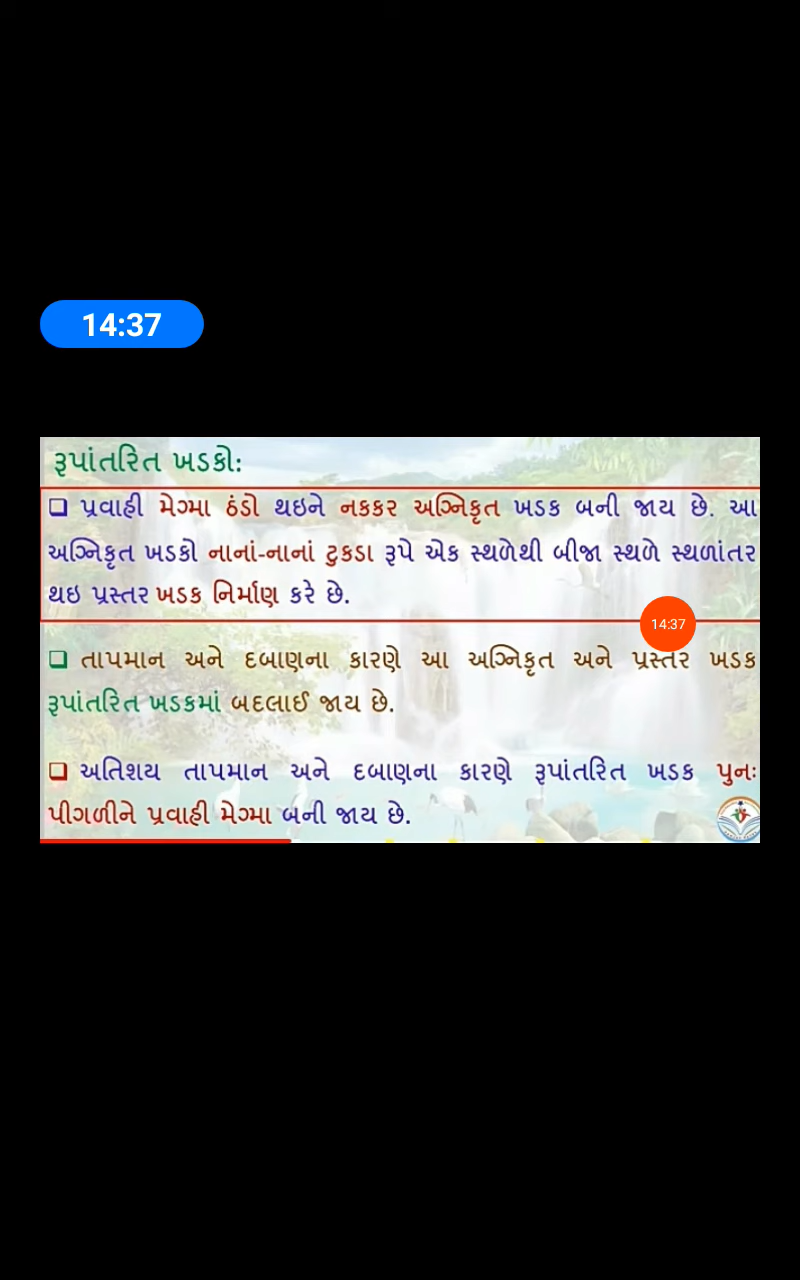 14:37
રૂપાંતરિત ખડકો:
❑ પ્રવાહી મેગ્મા ઠંડો થઇને નકકર અગ્નિકૃત ખડક બની જાય છે. આ
અગ્નિકૃત ખડકો નાનાં-નાનાં ટુકડા રૂપે એક સ્થળેથી બીજા સ્થળે સ્થળાંતર
થઇ પ્રસ્તર ખડક નિર્માણ કરે છે.
14:37
❑ તાપમાન અને દબાણના કારણે આ અગ્નિકૃત અને પ્રસ્તર ખડક
રૂપાંતરિત ખડકમાં બદલાઈ જાય છે.
❑ અતિશય તાપમાન અને દબાણના કારણે રૂપાંતરિત ખડક પુનઃ
પીગળીને પ્રવાહી મેગ્મા બની જાય છે.